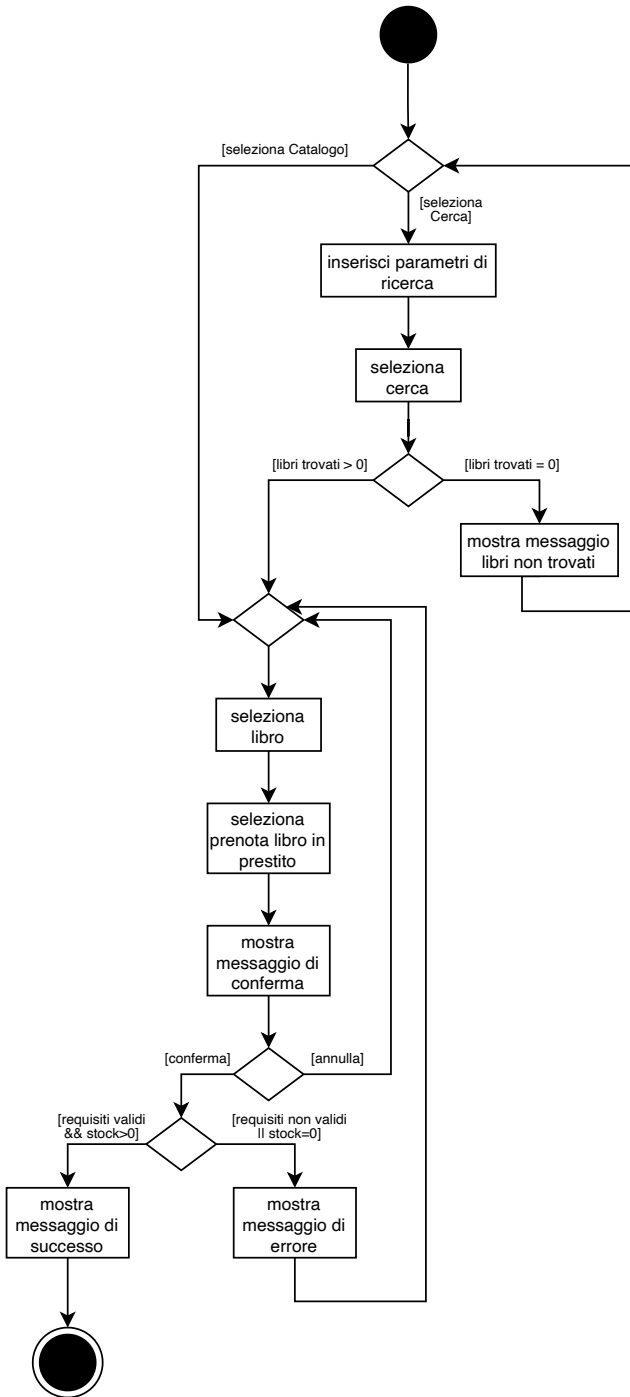 [seleziona Catalogo]
[seleziona
Cerca]
inserisci parametri di
ricerca
seleziona
cerca
[libri trovati > 0]
[libri trovati = 0]
mostra messaggio
libri non trovati
seleziona
libro
seleziona
prenota libro in
prestito
mostra
messaggio di
conferma
[conferma]
[annulla]
[requisiti validi
&& stock>0]
[requisiti non validi
|| stock=0]
mostra
messaggio di
successo
mostra
messaggio di
errore